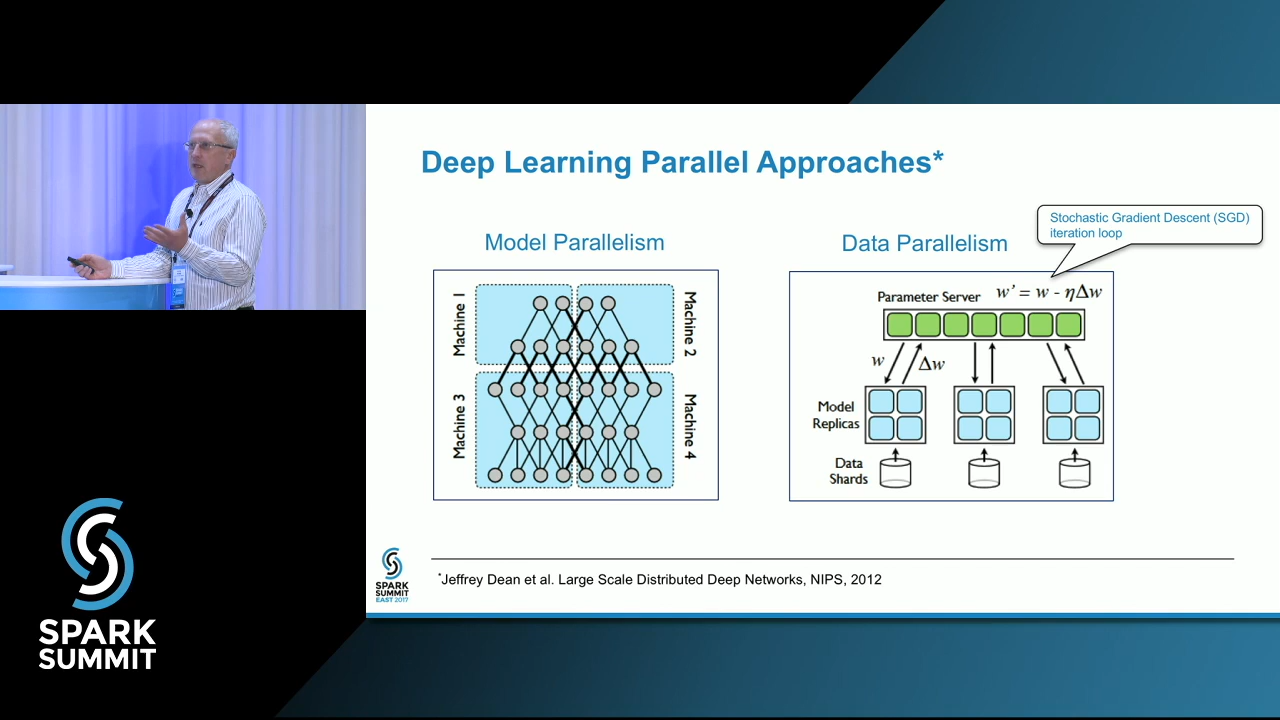 Deep Learning Parallel Approaches*
Stochastic Gradient Descent (SGD)
iteration loop
Model Parallelism
Data Parallelism
Machine 1
Machine 2
Machine 3
Machine 4
Parameter Server
w' = w - ηΔw
w
Δw
Model
Replicas
Data
Shards
SPARK
SUMMIT
EAST 2017
*Jeffrey Dean et al. Large Scale Distributed Deep Networks, NIPS, 2012
SPARK
SUMMIT